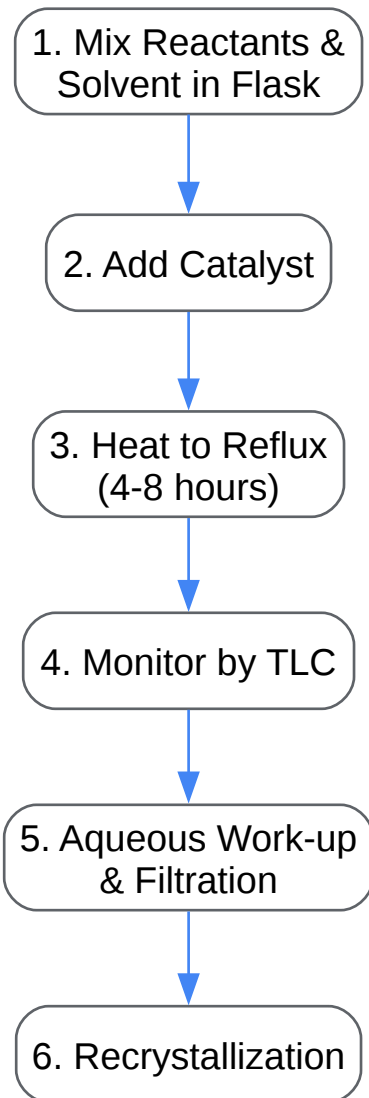 1. Mix Reactants &
Solvent in Flask
2. Add Catalyst
3. Heat to Reflux
(4-8 hours)
4. Monitor by TLC
5. Aqueous Work-up
& Filtration
6. Recrystallization